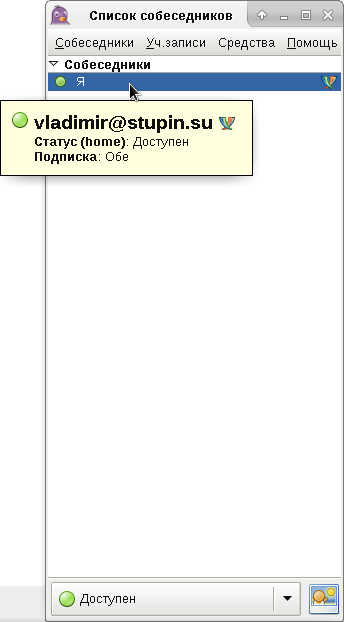 Список собеседников
Собеседники Уч.записи Средства Помощь
Собеседники
Я
vladimir@stupin.su
Статус (home): Доступен
Подписка: Обе
Доступен